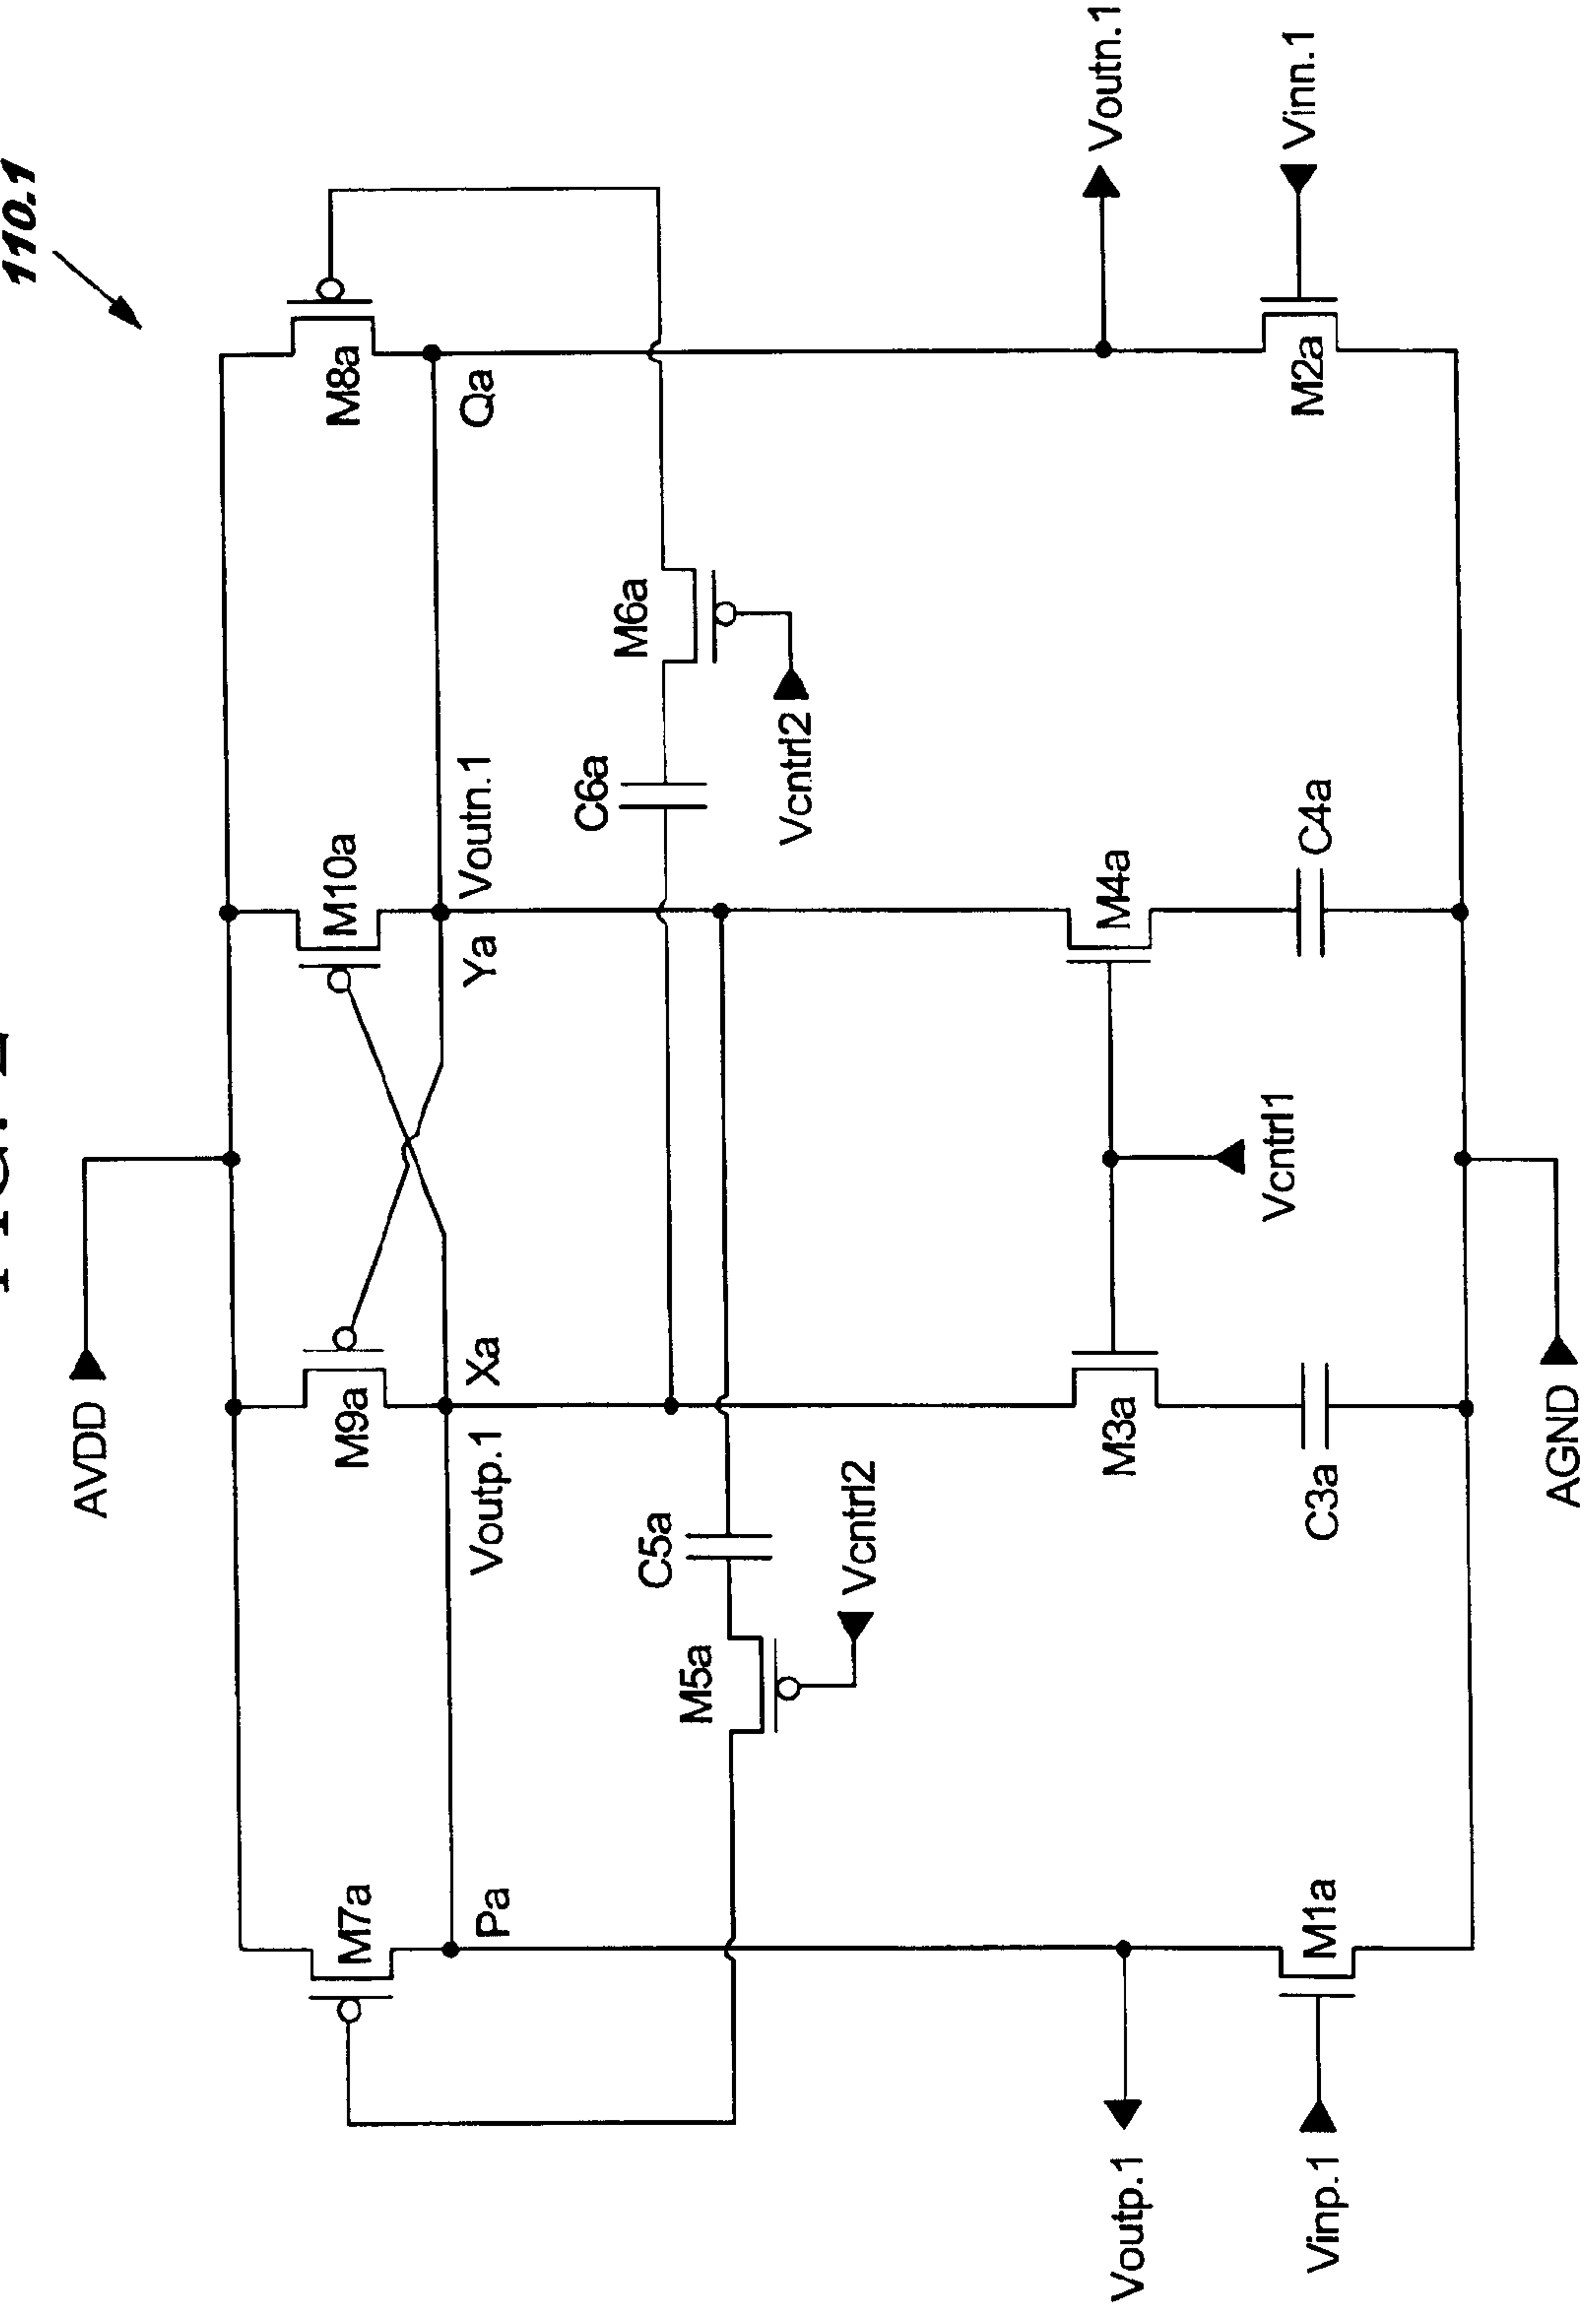 110.1
AVDD
M7a
M9a
M10a
M8a
Pa
Voutp.1
Xa
Ya
Voutn.1
Qa
C6a
M6a
C5a
M5a
Vcntrl2
Vcntrl2
Voutp.1
M3a
M4a
Voutn.1
Vcntrl1
Vinp.1
M1a
C3a
C4a
M2a
Vinn.1
AGND